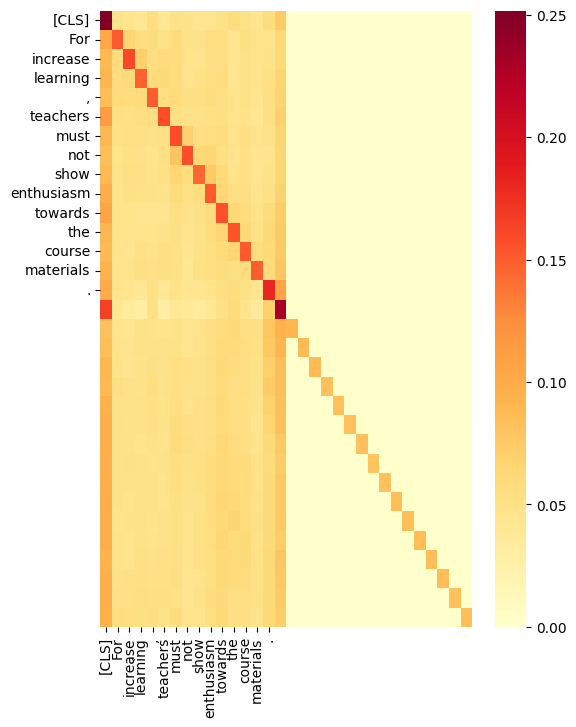 [CLS]
For
increase
learning
,
teachers
must
not
show
enthusiasm
towards
the
course
materials
.
0.25
0.20
0.15
0.10
0.05
0.00
[CLS]
For
increase
learning
,
teachers
must
not
show
enthusiasm
towards
the
course
materials
.